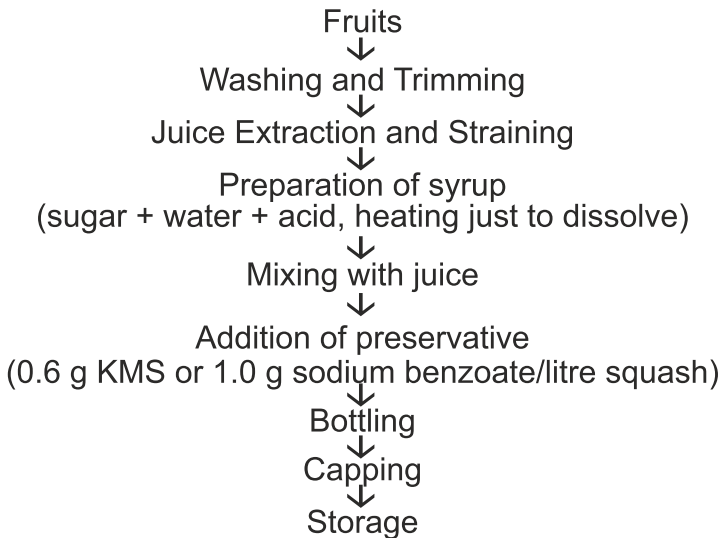 Fruits
Washing and Trimming
Juice Extraction and Straining
Preparation of syrup
(sugar + water + acid, heating just to dissolve)
Mixing with juice
Addition of preservative
(0.6 g KMS or 1.0 g sodium benzoate/litre squash)
Bottling
Capping
Storage